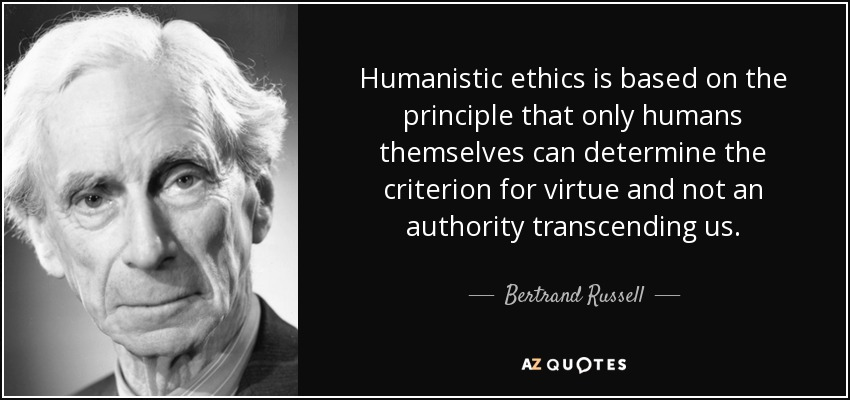 Humanistic ethics is based on the
principle that only humans
themselves can determine the
criterion for virtue and not an
authority transcending us.
Bertrand Russell
AZ QUOTES